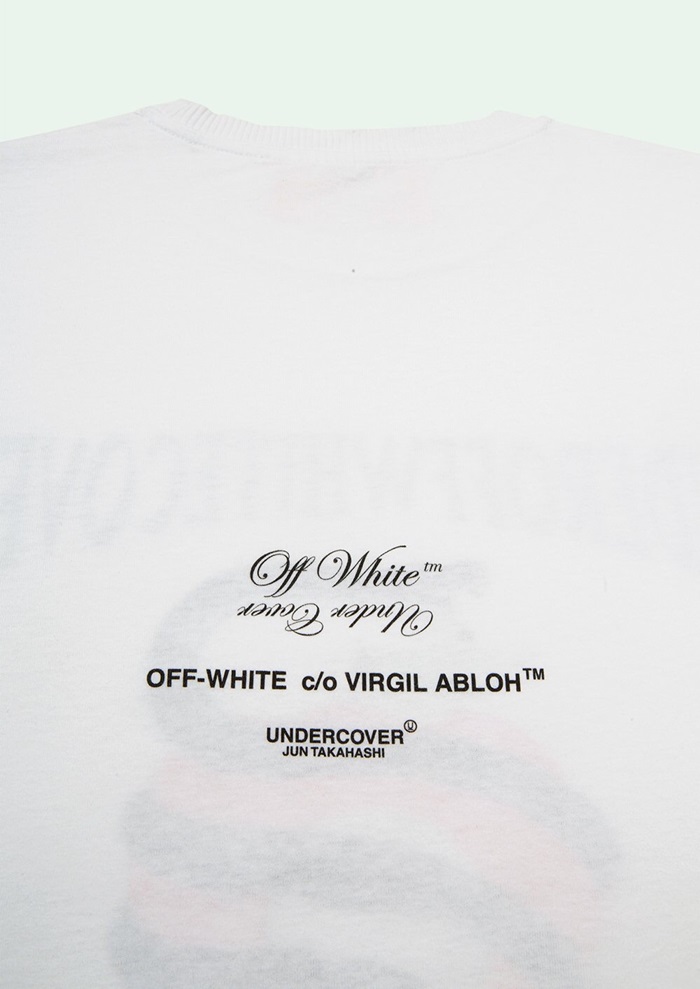 Off White™
Under Cover
OFF-WHITE c/o VIRGIL ABLOH™
UNDERCOVER Ⓤ
JUN TAKAHASHI